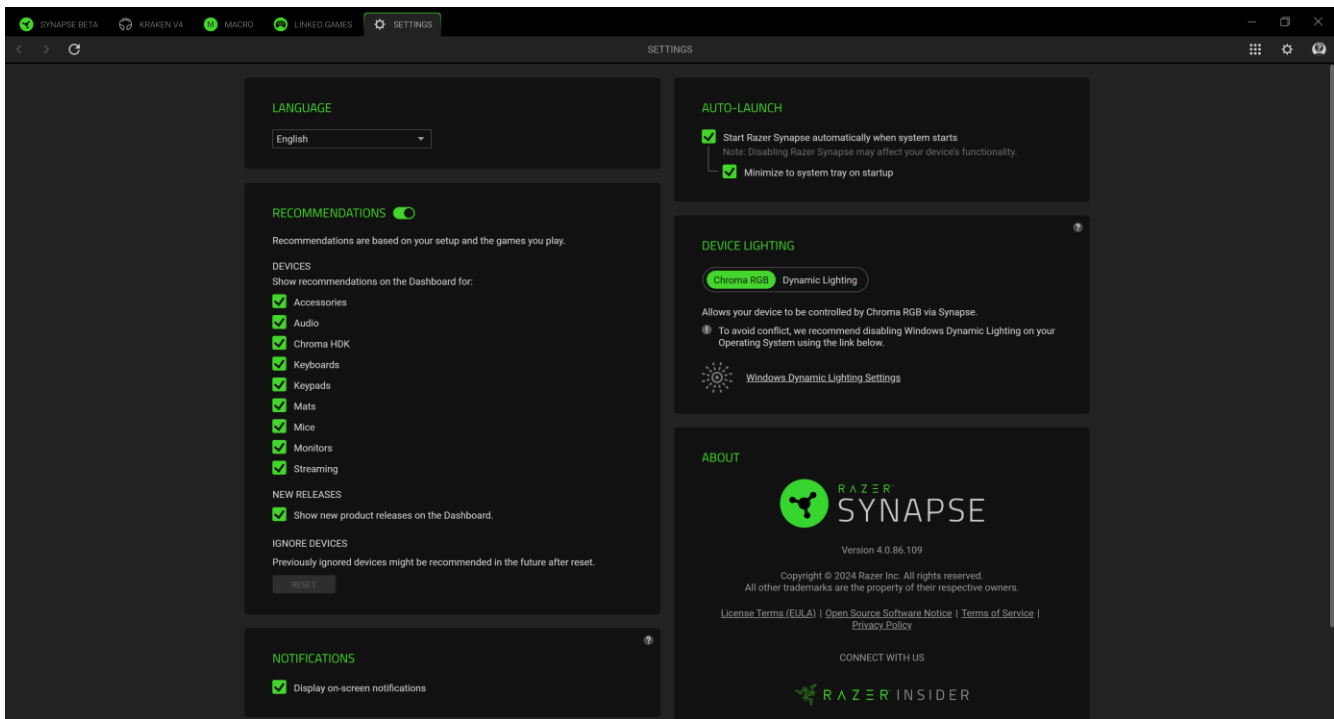 SYNAPSE BETA
KRAKEN V4
M MACRO
LINKED GAMES
SETTINGS
SETTINGS
LANGUAGE
English
RECOMMENDATIONS
Recommendations are based on your setup and the games you play.
DEVICES
Show recommendations on the Dashboard for:
Accessories
Audio
Chroma HDK
Keyboards
Keypads
Mats
Mice
Monitors
Streaming
NEW RELEASES
Show new product releases on the Dashboard.
IGNORE DEVICES
Previously ignored devices might be recommended in the future after reset.
RESET
NOTIFICATIONS
?
Display on-screen notifications
AUTO-LAUNCH
Start Razer Synapse automatically when system starts
Note: Disabling Razer Synapse may affect your device's functionality.
Minimize to system tray on startup
?
DEVICE LIGHTING
Chroma RGB Dynamic Lighting
Allows your device to be controlled by Chroma RGB via Synapse.
! To avoid conflict, we recommend disabling Windows Dynamic Lighting on your
Operating System using the link below.
Windows Dynamic Lighting Settings
ABOUT
RAZER
SYNAPSE
Version 4.0.86.109
Copyright © 2024 Razer Inc. All rights reserved.
All other trademarks are the property of their respective owners.
License Terms (EULA) | Open Source Software Notice | Terms of Service |
Privacy Policy
CONNECT WITH US
RAZER INSIDER